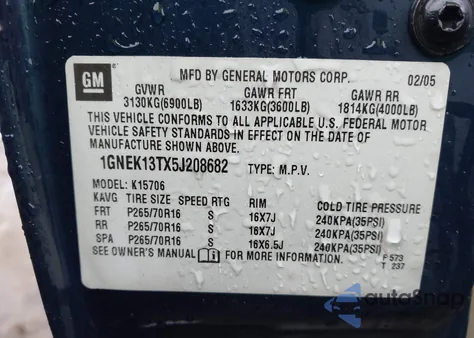 GM
MFD BY GENERAL MOTORS CORP. 02/05
GVWR GAWR FRT GAWR RR
3130KG(6900LB) 1633KG(3600LB) 1814KG(4000LB)
THIS VEHICLE CONFORMS TO ALL APPLICABLE U.S. FEDERAL MOTOR
VEHICLE SAFETY STANDARDS IN EFFECT ON THE DATE OF
MANUFACTURE SHOWN ABOVE.
1GNEK13TX5J208682 TYPE: M.P.V.
MODEL: K15706
KAVG TIRE SIZE SPEED RTG RIM COLD TIRE PRESSURE
FRT P265/70R16 S 16X7J 240KPA(35PSI)
RR P265/70R16 S 16X7J 240KPA(35PSI)
SPA P265/70R16 S 16X6.5J 240KPA(35PSI)
SEE OWNER'S MANUAL FOR MORE INFORMATION. F 573
T 237
autoSnap